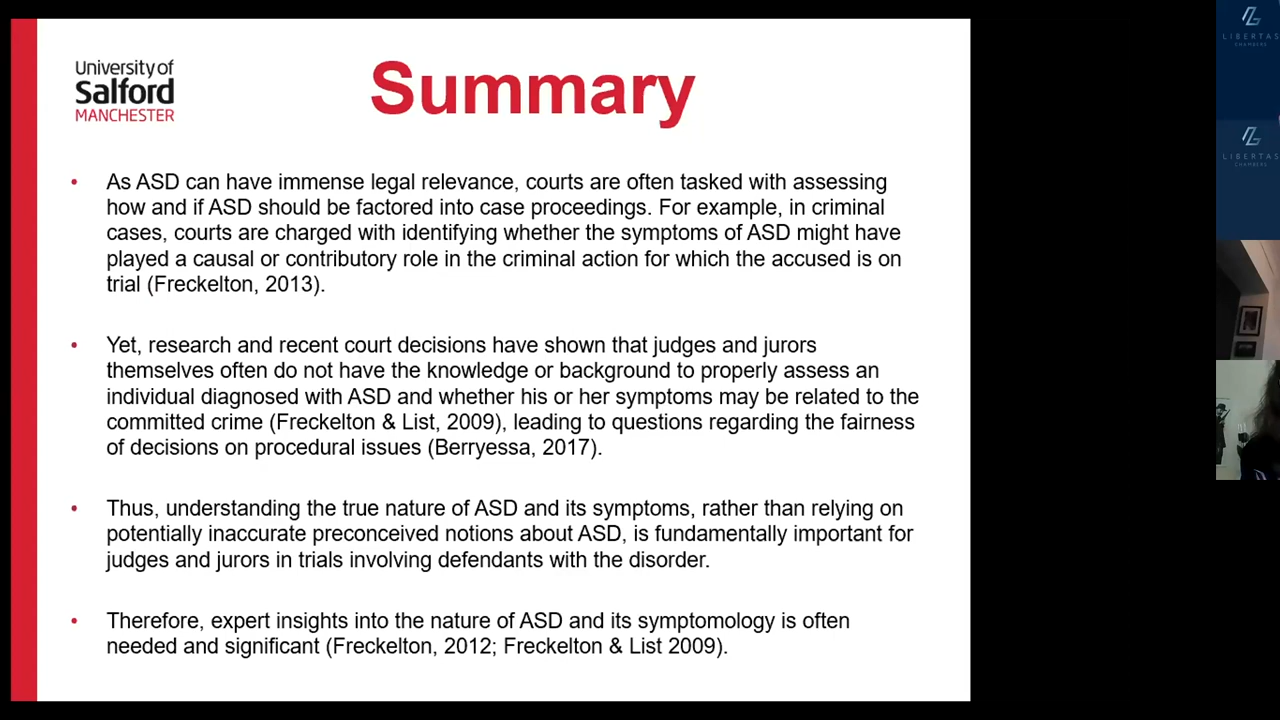 University of
Salford
MANCHESTER
Summary
• As ASD can have immense legal relevance, courts are often tasked with assessing
how and if ASD should be factored into case proceedings. For example, in criminal
cases, courts are charged with identifying whether the symptoms of ASD might have
played a causal or contributory role in the criminal action for which the accused is on
trial (Freckelton, 2013).
• Yet, research and recent court decisions have shown that judges and jurors
themselves often do not have the knowledge or background to properly assess an
individual diagnosed with ASD and whether his or her symptoms may be related to the
committed crime (Freckelton & List, 2009), leading to questions regarding the fairness
of decisions on procedural issues (Berryessa, 2017).
• Thus, understanding the true nature of ASD and its symptoms, rather than relying on
potentially inaccurate preconceived notions about ASD, is fundamentally important for
judges and jurors in trials involving defendants with the disorder.
• Therefore, expert insights into the nature of ASD and its symptomology is often
needed and significant (Freckelton, 2012; Freckelton & List 2009).
LIBERTAS
CHAMBERS
LIBERTAS
CHAMBERS